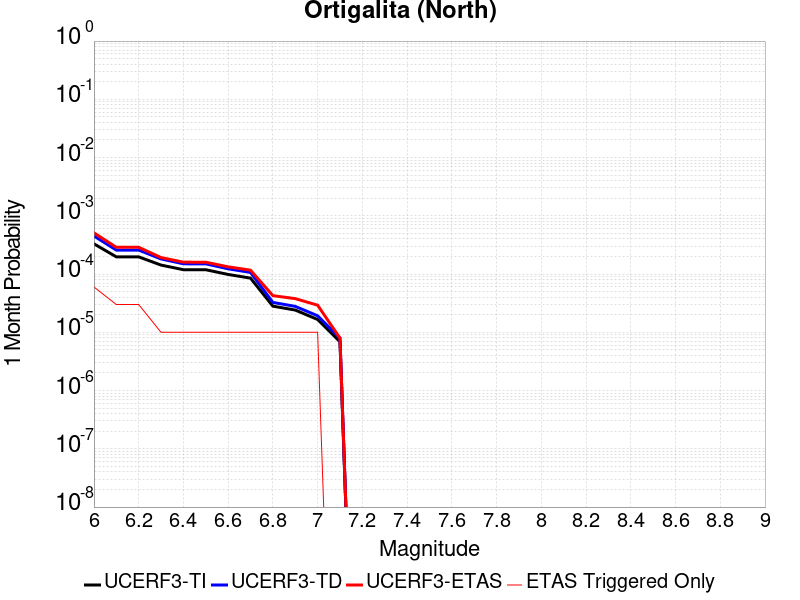 Ortigalita (North)
10^0
10^-1
10^-2
10^-3
10^-4
10^-5
10^-6
10^-7
10^-8
1 Month Probability
6 6.2 6.4 6.6 6.8 7 7.2 7.4 7.6 7.8 8 8.2 8.4 8.6 8.8 9
Magnitude
UCERF3-TI UCERF3-TD UCERF3-ETAS ETAS Triggered Only